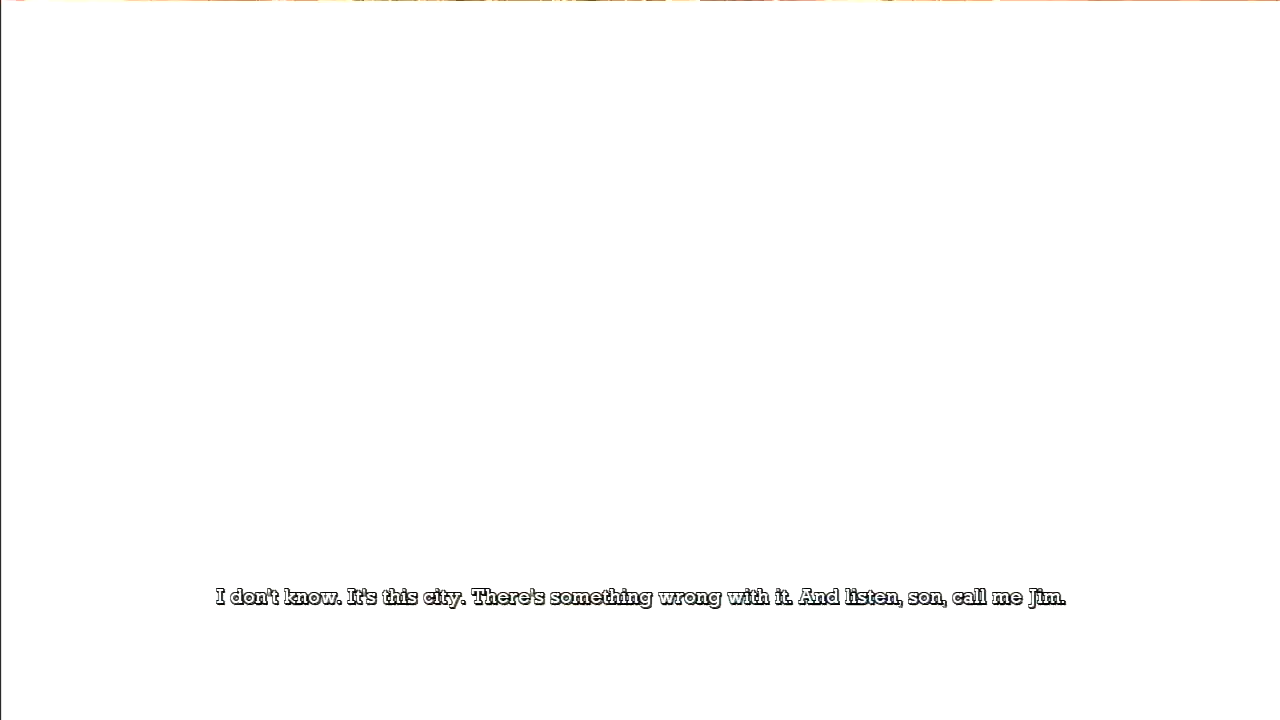 I don't know. It's this city. There's something wrong with it. And listen, son, call me Jim.